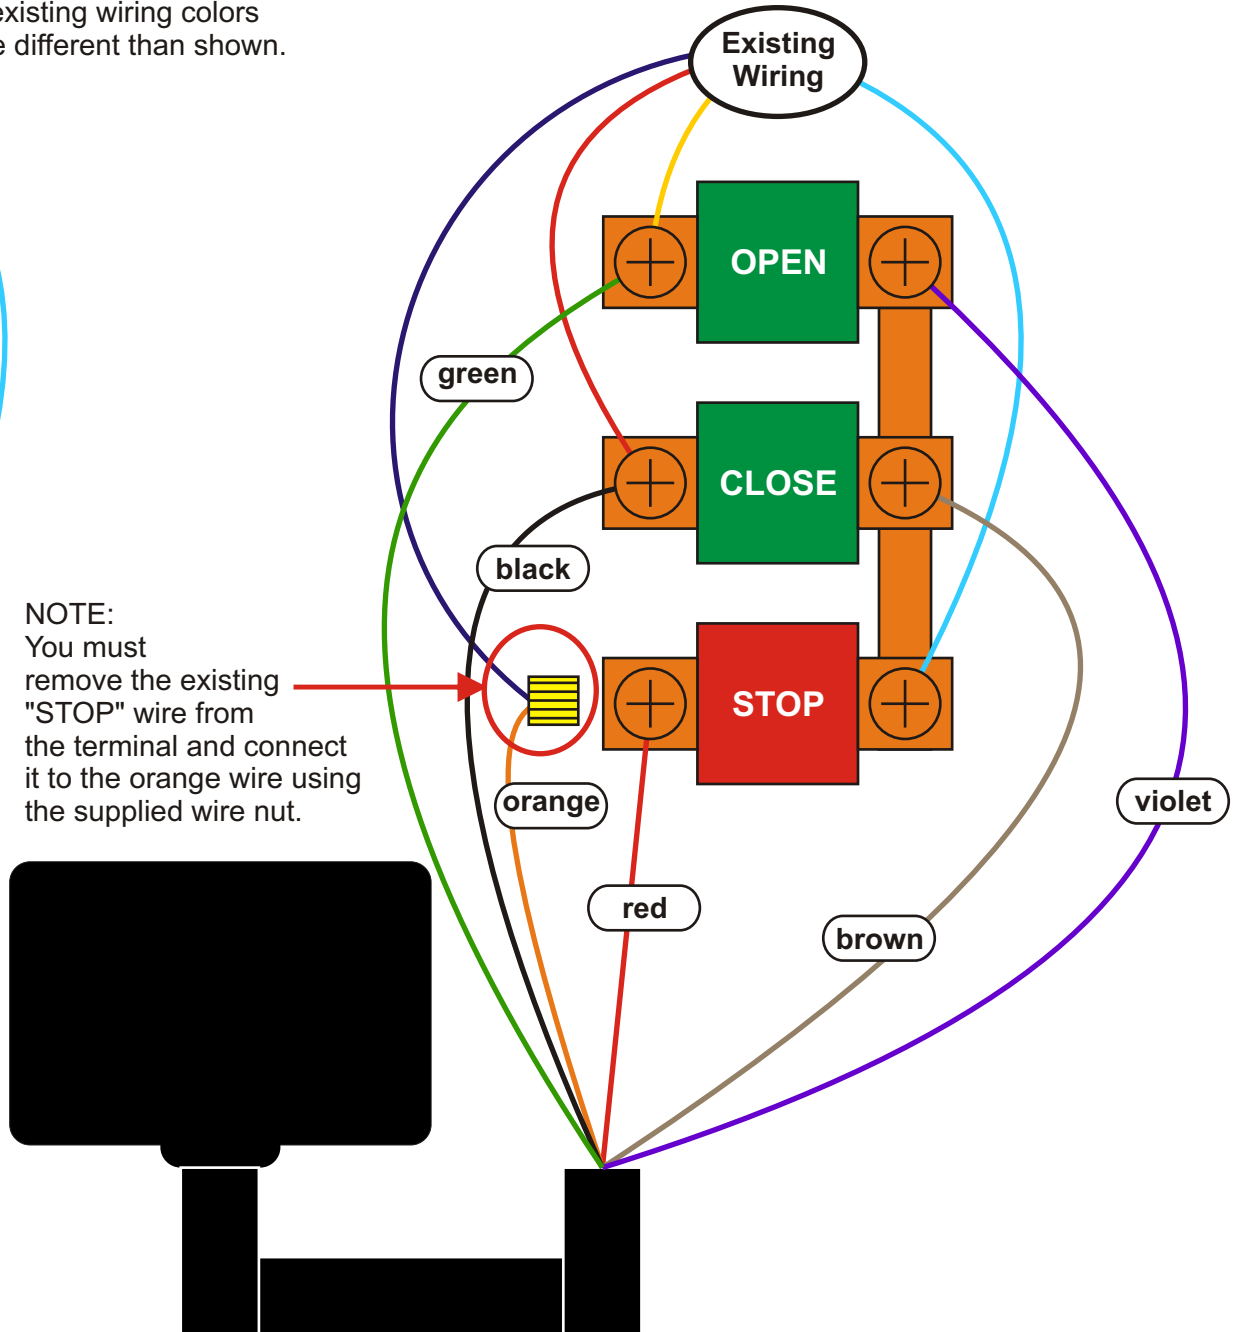 existing wiring colors
different than shown.
Existing
Wiring
OPEN
green
CLOSE
black
NOTE:
You must
remove the existing
"STOP" wire from
the terminal and connect
it to the orange wire using
the supplied wire nut.
STOP
orange
violet
red
brown